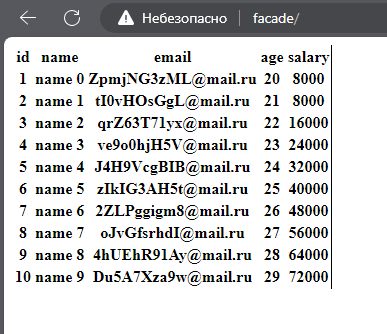 Небезопасно facade/
id name email age salary
1 name 0 ZpmjNG3zML@mail.ru 20 8000
2 name 1 tI0vHOsGgL@mail.ru 21 8000
3 name 2 qrZ63T71yx@mail.ru 22 16000
4 name 3 ve9o0hjH5V@mail.ru 23 24000
5 name 4 J4H9VcgBIB@mail.ru 24 32000
6 name 5 zIkIG3AH5t@mail.ru 25 40000
7 name 6 2ZLPggigm8@mail.ru 26 48000
8 name 7 oJvGfsrhdI@mail.ru 27 56000
9 name 8 4hUEhR91Ay@mail.ru 28 64000
10 name 9 Du5A7Xza9w@mail.ru 29 72000